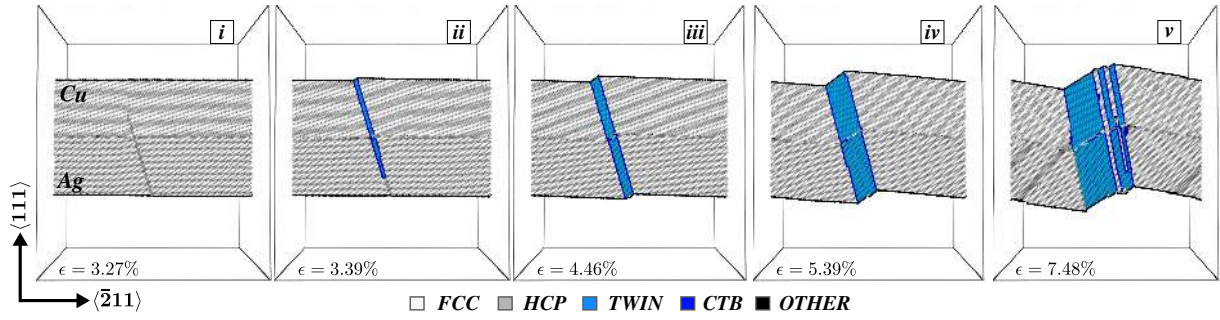 i
ii
iii
iv
v
Cu
Ag
⟨111⟩
ϵ = 3.27%
ϵ = 3.39%
ϵ = 4.46%
ϵ = 5.39%
ϵ = 7.48%
⟨2̄11⟩
FCC HCP TWIN CTB OTHER